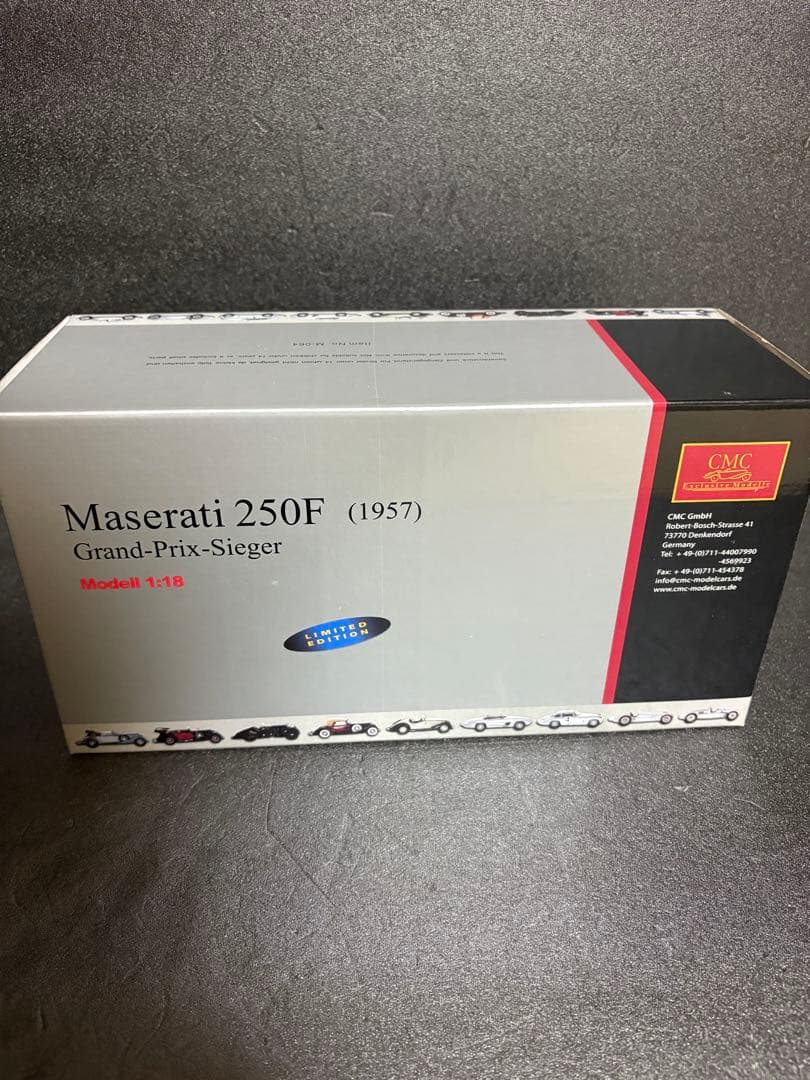 Item No. M-064
Maserati 250F (1957)
Grand-Prix-Sieger
Modell 1:18
LIMITED
EDITION
CMC
Exclusive Modelle
CMC GmbH
Robert-Bosch-Strasse 41
73770 Denkendorf
Germany
Tel: + 49-(0)711-44007990
-4569923
Fax: + 49-(0)711-454378
info@cmc-modelcars.de
www.cmc-modelcars.de